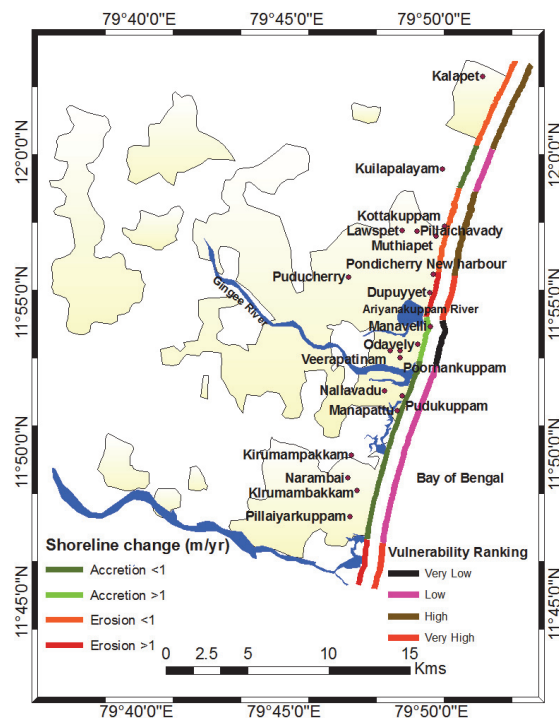 79°40'0"E 79°45'0"E 79°50'0"E
Kalapet
12°0'0"N 12°0'0"N
Kuilapalayam
Kottakuppam
Lawspet Pillaichavady
Muthiapet
Pondicherry New harbour
Puducherry
Dupuyyet
Gingee River
11°55'0"N 11°55'0"N
Ariyanakuppam River
Manavelli
Odayely
Veerapatinam
Poornankuppam
Nallavadu
Manapattu Pudukuppam
11°50'0"N 11°50'0"N
Kirumampakkam
Narambai
Bay of Bengal
KIrumambakkam
Pillaiyarkuppam
Shoreline change (m/yr)
Accretion <1
Accretion >1
Erosion <1
Erosion >1
Vulnerability Ranking
Very Low
Low
High
Very High
11°45'0"N 11°45'0"N
0 2.5 5 10 15
Kms
79°40'0"E 79°45'0"E 79°50'0"E